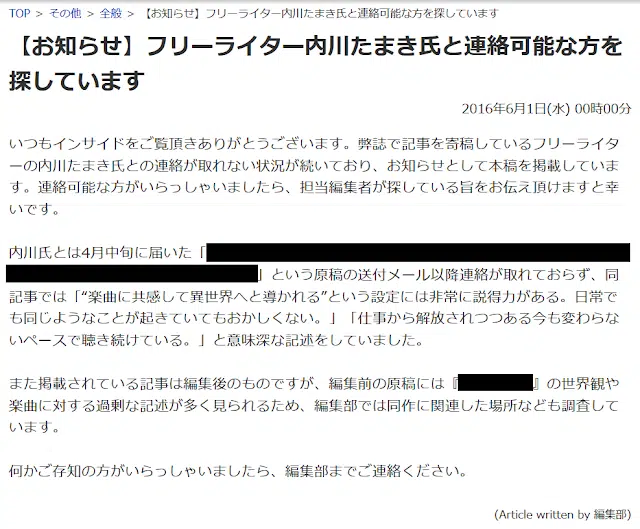 TOP > その他 > 全般 > 【お知らせ】フリーライター内川たまき氏と連絡可能な方を探しています
【お知らせ】フリーライター内川たまき氏と連絡可能な方を
探しています
2016年6月1日(水) 00時00分
いつもインサイドをご覧頂きありがとうございます。弊誌で記事を寄稿しているフリーライタ
ーの内川たまき氏との連絡が取れない状況が続いており、お知らせとして本稿を掲載していま
す。連絡可能な方がいらっしゃいましたら、担当編集者が探している旨をお伝え頂けますと幸
いです。
内川氏とは4月中旬に届いた「
」という原稿の送付メール以降連絡が取れておらず、同
記事では「“楽曲に共感して異世界へと導かれる”という設定には非常に説得力がある。日常で
も同じようなことが起きていてもおかしくない。」「仕事から解放されつつある今も変わらな
いペースで聴き続けている。」と意味深な記述をしていました。
また掲載されている記事は編集後のものですが、編集前の原稿には『 』の世界観や
楽曲に対する過剰な記述が多く見られるため、編集部では同作に関連した場所なども調査して
います。
何かご存知の方がいらっしゃいましたら、編集部までご連絡ください。
(Article written by 編集部)